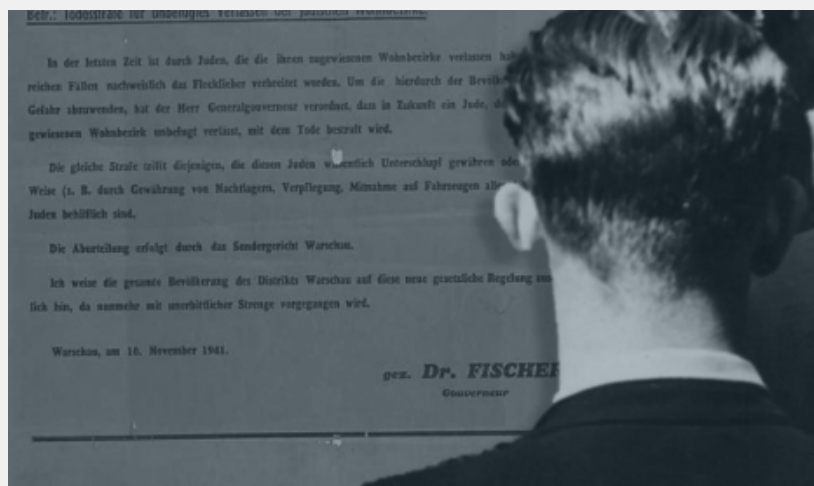 Betr.: Todesstrafe für unbefugtes Verlassen der jüdischen Wohnbezirke.
In der letzten Zeit ist durch Juden, die die ihnen zugewiesenen Wohnbezirke verlassen
reichen Fällen nachweislich das Fleckfieber verbreitet worden. Um die hierdurch der
Gefahr abzuwenden, hat der Herr Generalgouverneur verordnet, dass in Zukunft ein Jude,
gewiesenen Wohnbezirk unbefugt verlässt, mit dem Tode bestraft wird.
Die gleiche Strafe trifft diejenigen, die diesen Juden wissentlich Unterschlupf gewähren
Weise (z. B. durch Gewährung von Nachtlagern, Verpflegung, Mitnahme auf Fahrzeugen
Juden behilflich sind.
Die Aburteilung erfolgt durch das Sondergericht Warschau.
Ich weise die gesamte Bevölkerung des Distrikts Warschau auf diese neue gesetzliche Regelung
lich hin, da nunmehr mit unerbittlicher Strenge vorgegangen wird.
Warschau, am 10. November 1941.
gez. Dr. FISCHER
Gouverneur